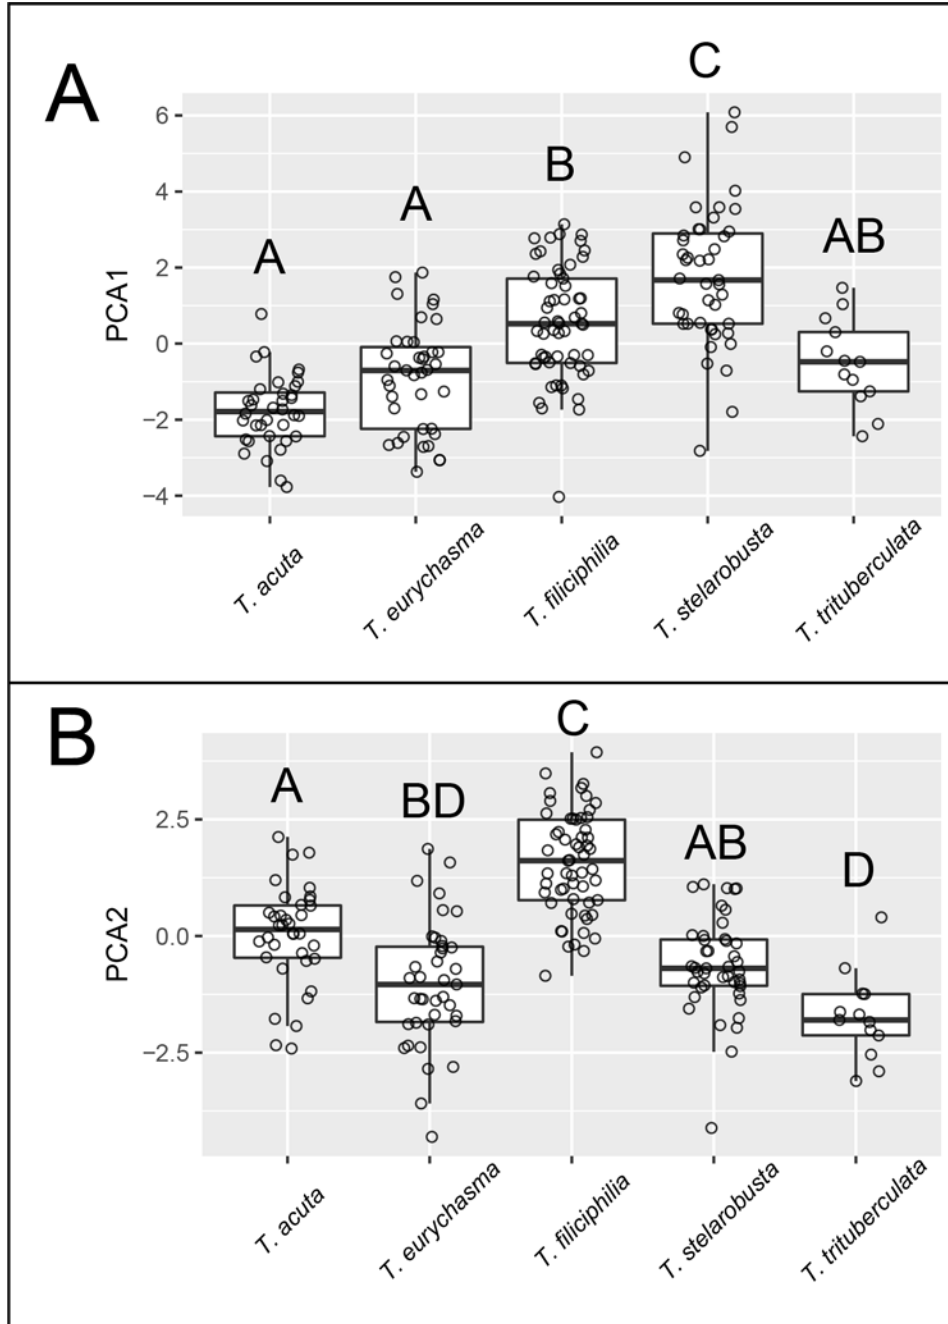 A
C
B
A
A
AB
6
4
2
0
−2
−4
PCA1
T. acuta
T. eurychasma
T. filiciphilia
T. stelarobusta
T. trituberculata
B
C
A
BD
AB
D
2.5
0.0
−2.5
PCA2
T. acuta
T. eurychasma
T. filiciphilia
T. stelarobusta
T. trituberculata